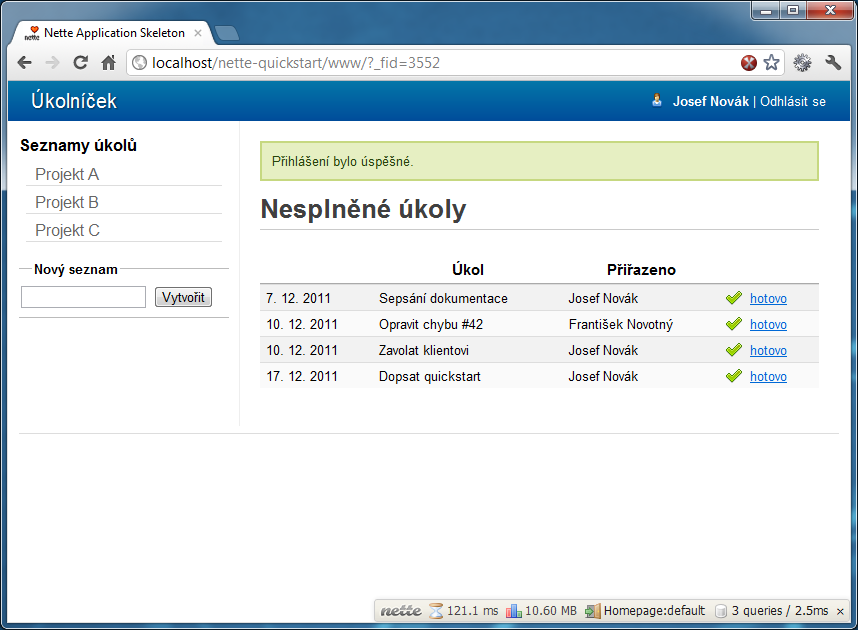 Nette Application Skeleton
localhost/nette-quickstart/www/?_fid=3552
Úkolníček
Josef Novák | Odhlásit se
Seznamy úkolů
Projekt A
Projekt B
Projekt C
Nový seznam
Vytvořit
Přihlášení bylo úspěšné.
Nesplněné úkoly
Úkol Přiřazeno
7. 12. 2011 Sepsání dokumentace Josef Novák hotovo
10. 12. 2011 Opravit chybu #42 František Novotný hotovo
10. 12. 2011 Zavolat klientovi Josef Novák hotovo
17. 12. 2011 Dopsat quickstart Josef Novák hotovo
nette 121.1 ms 10.60 MB Homepage:default 3 queries / 2.5ms ×